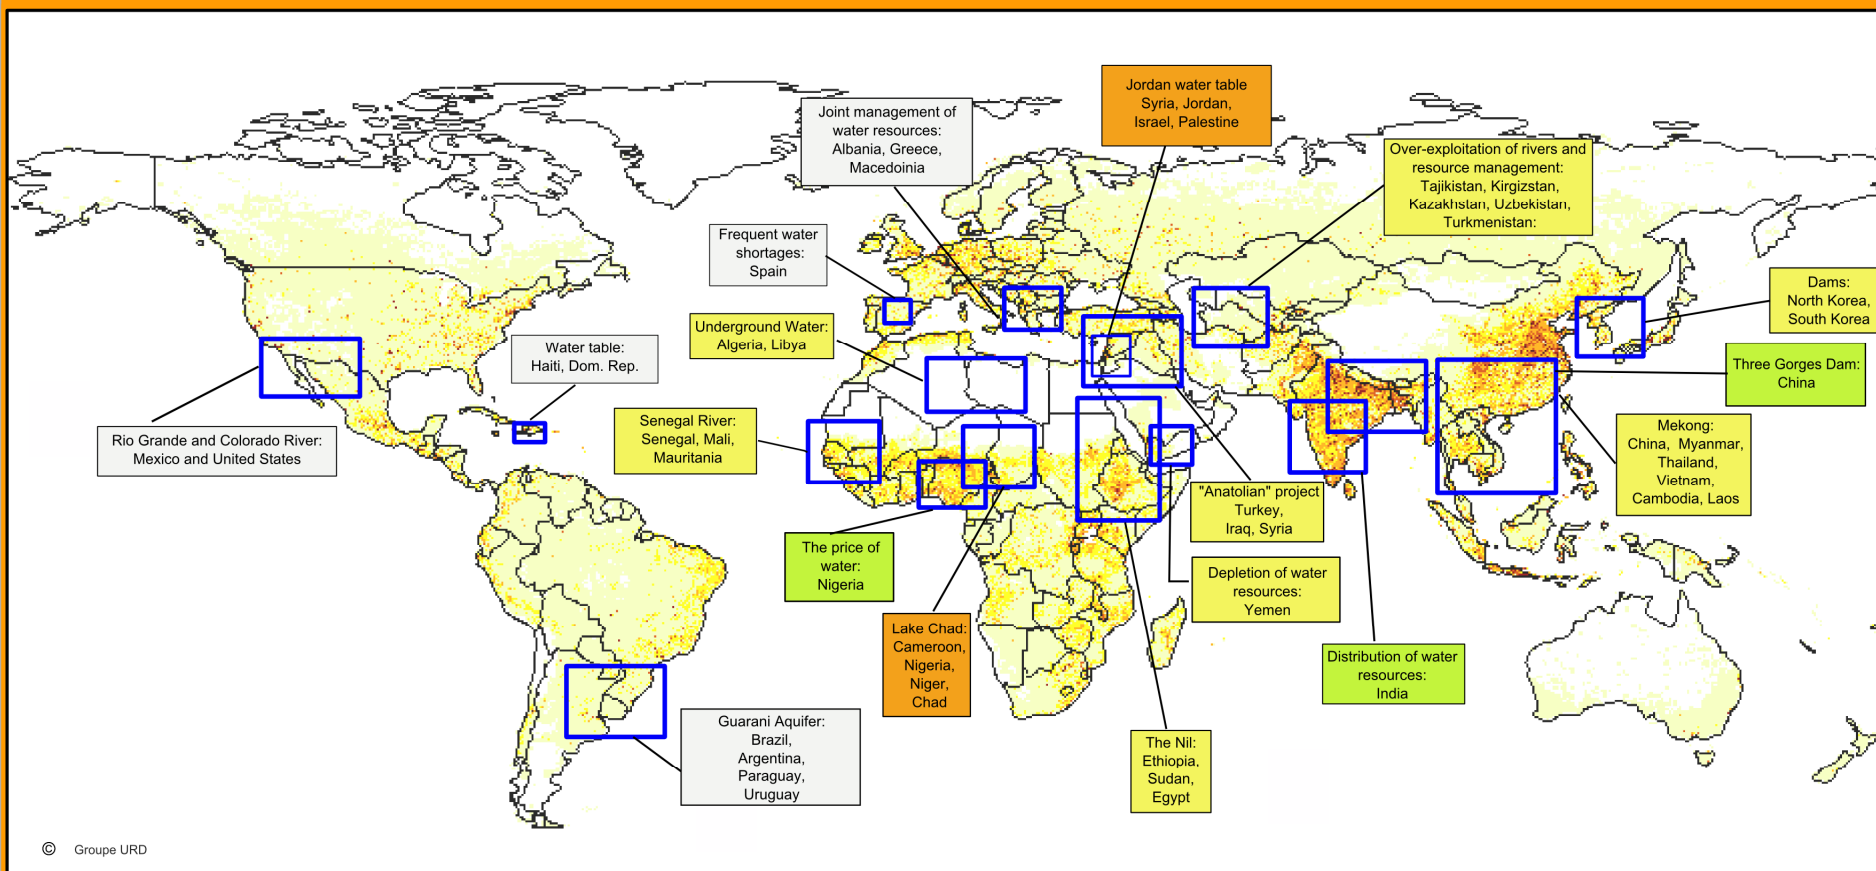 Jordan water table
Syria, Jordan,
Israel, Palestine
Joint management of
water resources:
Albania, Greece,
Macedoinia
Over-exploitation of rivers and
resource management:
Tajikistan, Kirgizstan,
Kazakhstan, Uzbekistan,
Turkmenistan:
Frequent water
shortages:
Spain
Dams:
North Korea,
South Korea
Underground Water:
Algeria, Libya
Water table:
Haiti, Dom. Rep.
Three Gorges Dam:
China
Senegal River:
Senegal, Mali,
Mauritania
Rio Grande and Colorado River:
Mexico and United States
Mekong:
China, Myanmar,
Thailand,
Vietnam,
Cambodia, Laos
"Anatolian" project
Turkey,
Iraq, Syria
The price of
water:
Nigeria
Depletion of water
resources:
Yemen
Lake Chad:
Cameroon,
Nigeria,
Niger,
Chad
Distribution of water
resources:
India
Guarani Aquifer:
Brazil,
Argentina,
Paraguay,
Uruguay
The Nil:
Ethiopia,
Sudan,
Egypt
© Groupe URD